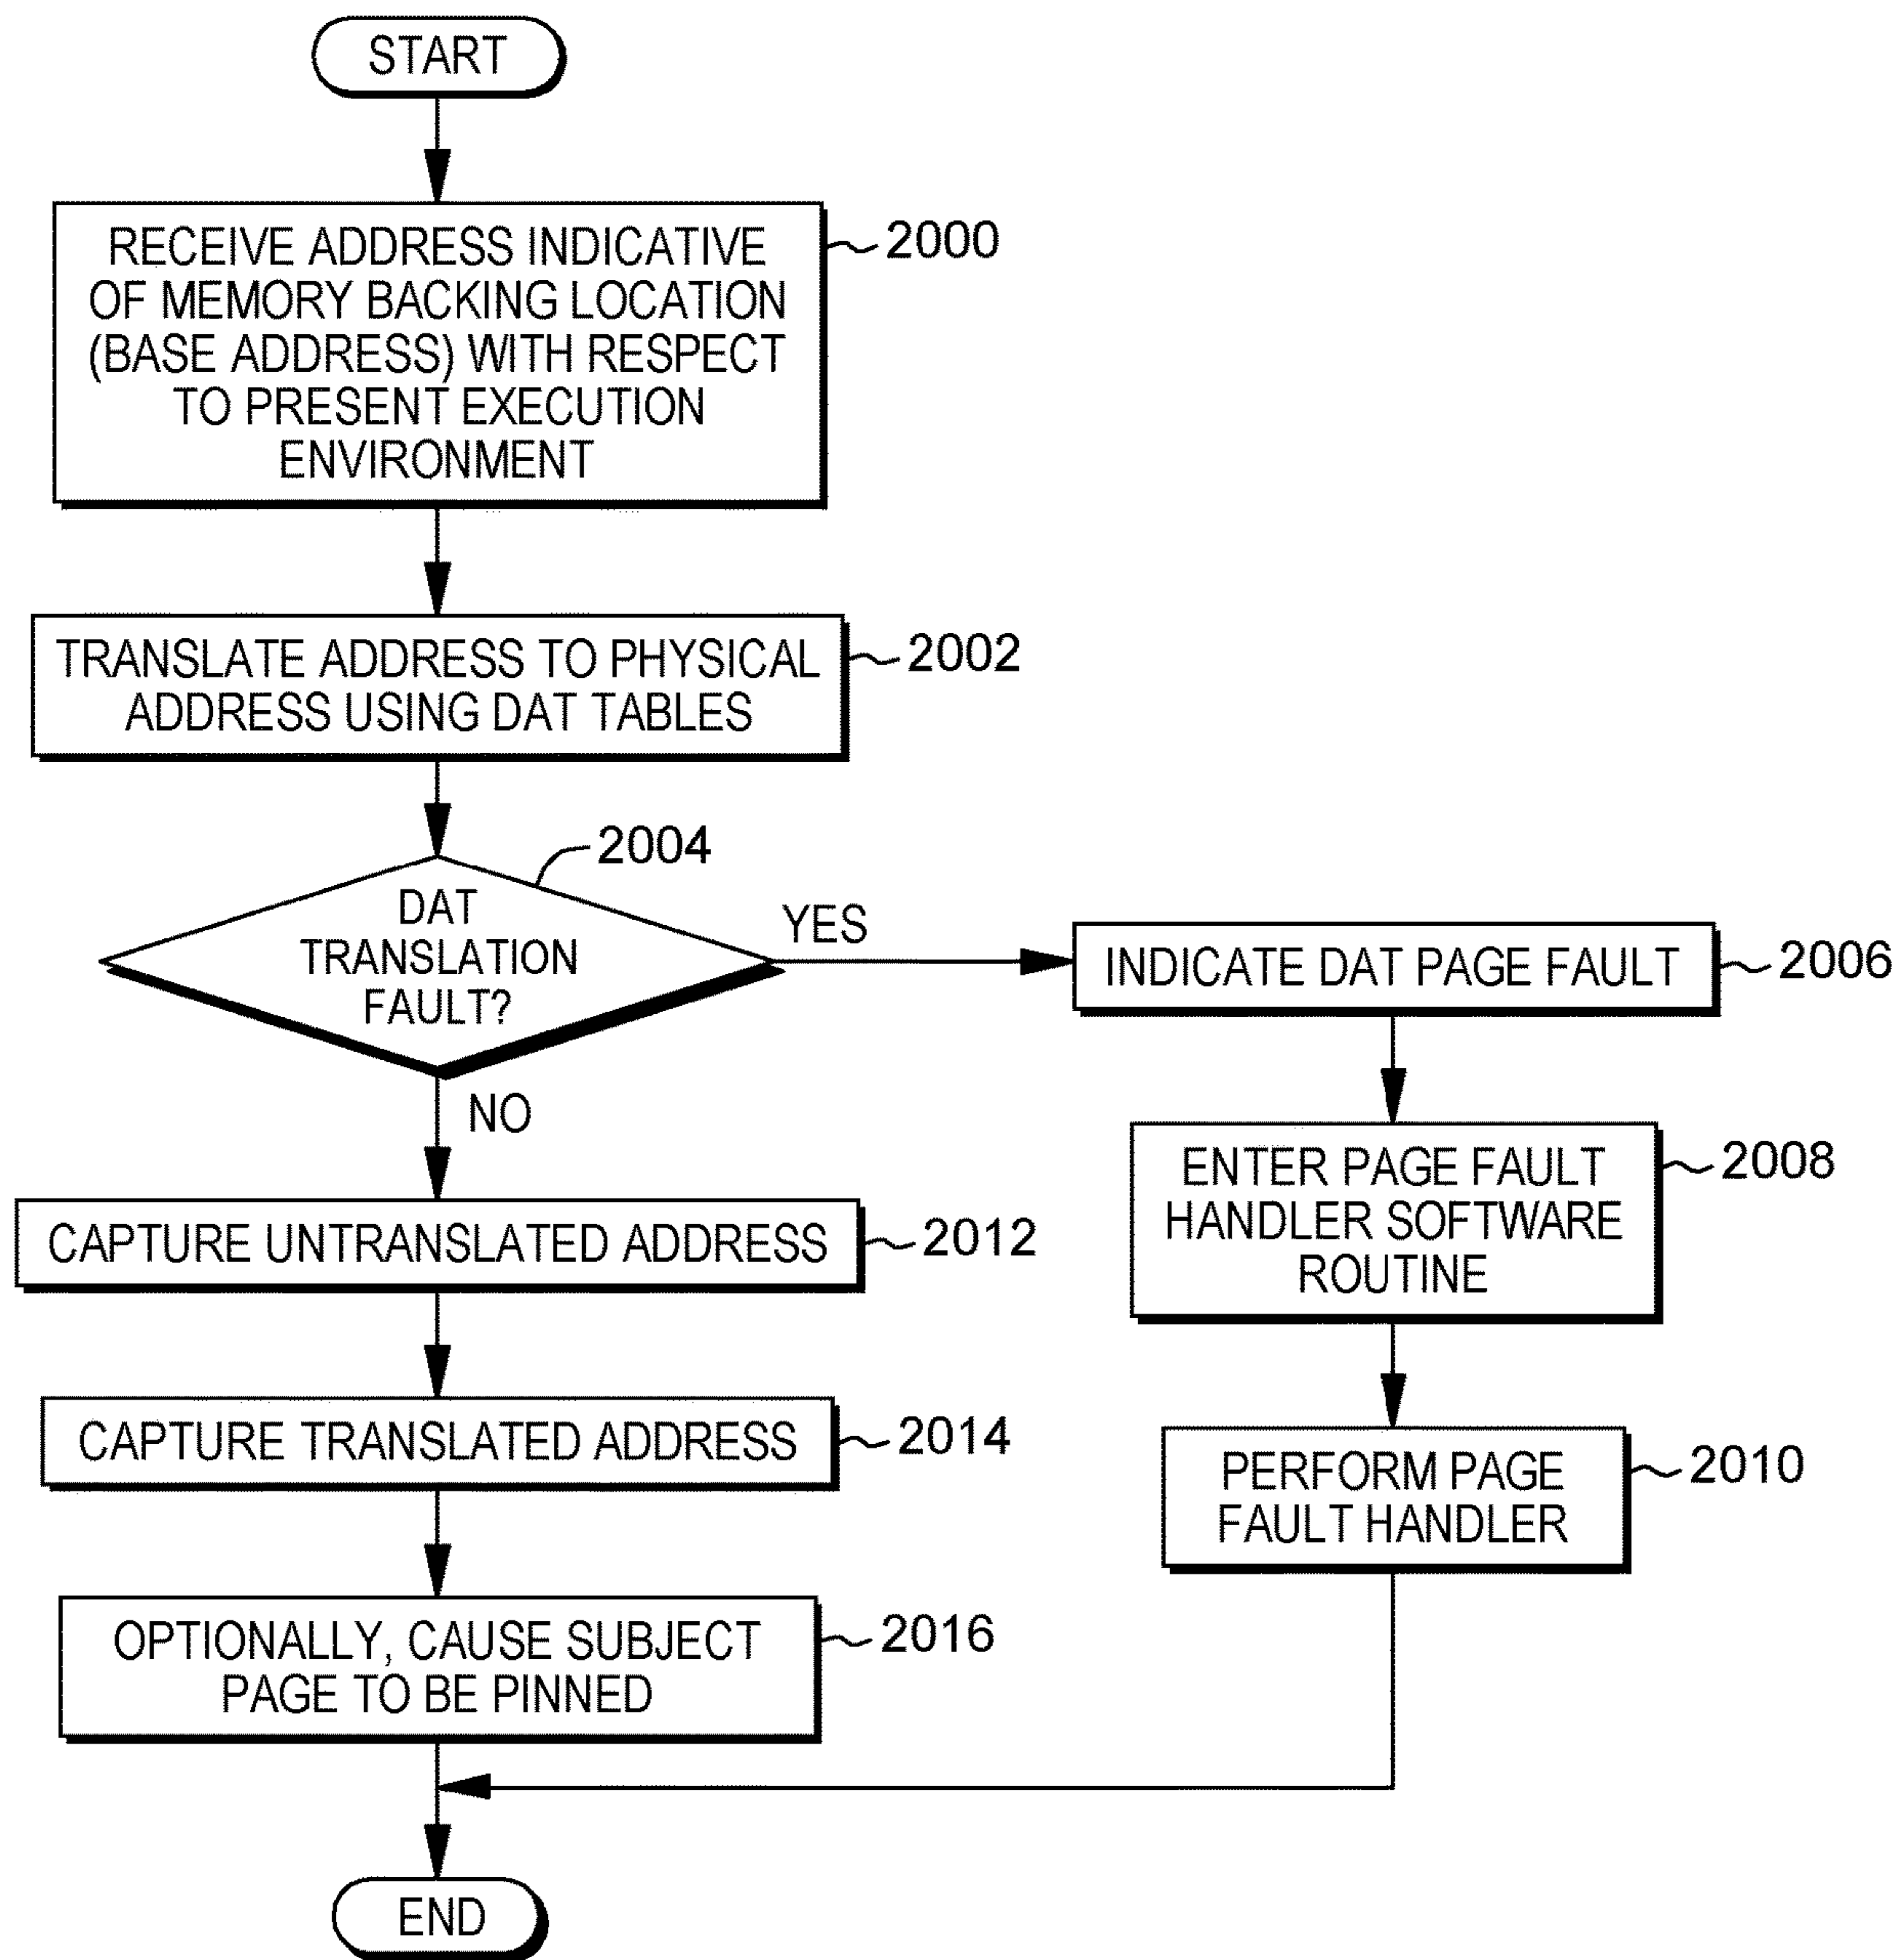 START
RECEIVE ADDRESS INDICATIVE
OF MEMORY BACKING LOCATION
(BASE ADDRESS) WITH RESPECT
TO PRESENT EXECUTION
ENVIRONMENT
2000
TRANSLATE ADDRESS TO PHYSICAL
ADDRESS USING DAT TABLES
2002
DAT
TRANSLATION
FAULT?
2004
YES
INDICATE DAT PAGE FAULT
2006
ENTER PAGE FAULT
HANDLER SOFTWARE
ROUTINE
2008
PERFORM PAGE
FAULT HANDLER
2010
NO
CAPTURE UNTRANSLATED ADDRESS
2012
CAPTURE TRANSLATED ADDRESS
2014
OPTIONALLY, CAUSE SUBJECT
PAGE TO BE PINNED
2016
END